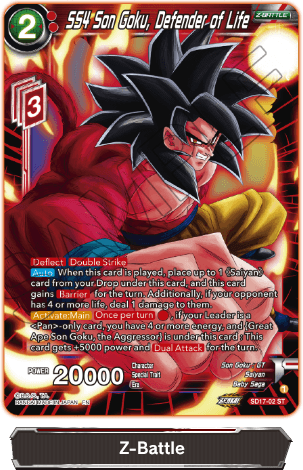 2
SS4 Son Goku, Defender of Life
Z-BATTLE
3
Deflect Double Strike
Auto When this card is played, place up to 1 {Saiyan}
card from your Drop under this card, and this card
gains Barrier for the turn. Additionally, if your opponent
has 4 or more life, deal 1 damage to them.
Activate:Main Once per turn , if your Leader is a
<Pan>-only card, you have 4 or more energy, and {Great
Ape Son Goku, the Aggressor} is under this card: This
card gets +5000 power and Dual Attack for the turn.
POWER 20000
Character Son Goku : GT
Special Trait Saiyan
Era Baby Saga
BANDAI MADE IN JAPAN EN
SD17-02 ST
Z-Battle